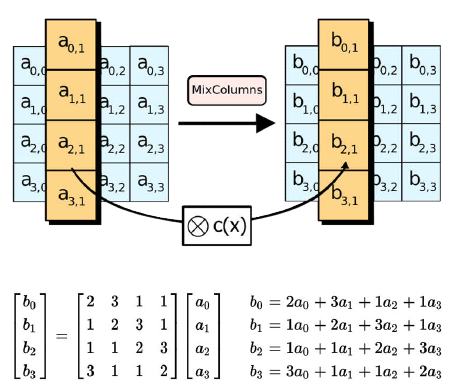 a0,1 b0,1
a0,0 a0,2 a0,3 b0,0 b0,2 b0,3
MixColumns
a1,1 b1,1
a1,0 a1,2 a1,3 b1,0 b1,2 b1,3
a2,0 a2,1 a2,2 a2,3 b2,0 b2,1 b2,2 b2,3
a3,0 a3,2 a3,3 b3,0 b3,2 b3,3
a3,1 b3,1
⊗ c(x)
[b0] [2 3 1 1] [a0] b0 = 2a0 + 3a1 + 1a2 + 1a3
[b1] = [1 2 3 1] [a1] b1 = 1a0 + 2a1 + 3a2 + 1a3
[b2] [1 1 2 3] [a2] b2 = 1a0 + 1a1 + 2a2 + 3a3
[b3] [3 1 1 2] [a3] b3 = 3a0 + 1a1 + 1a2 + 2a3